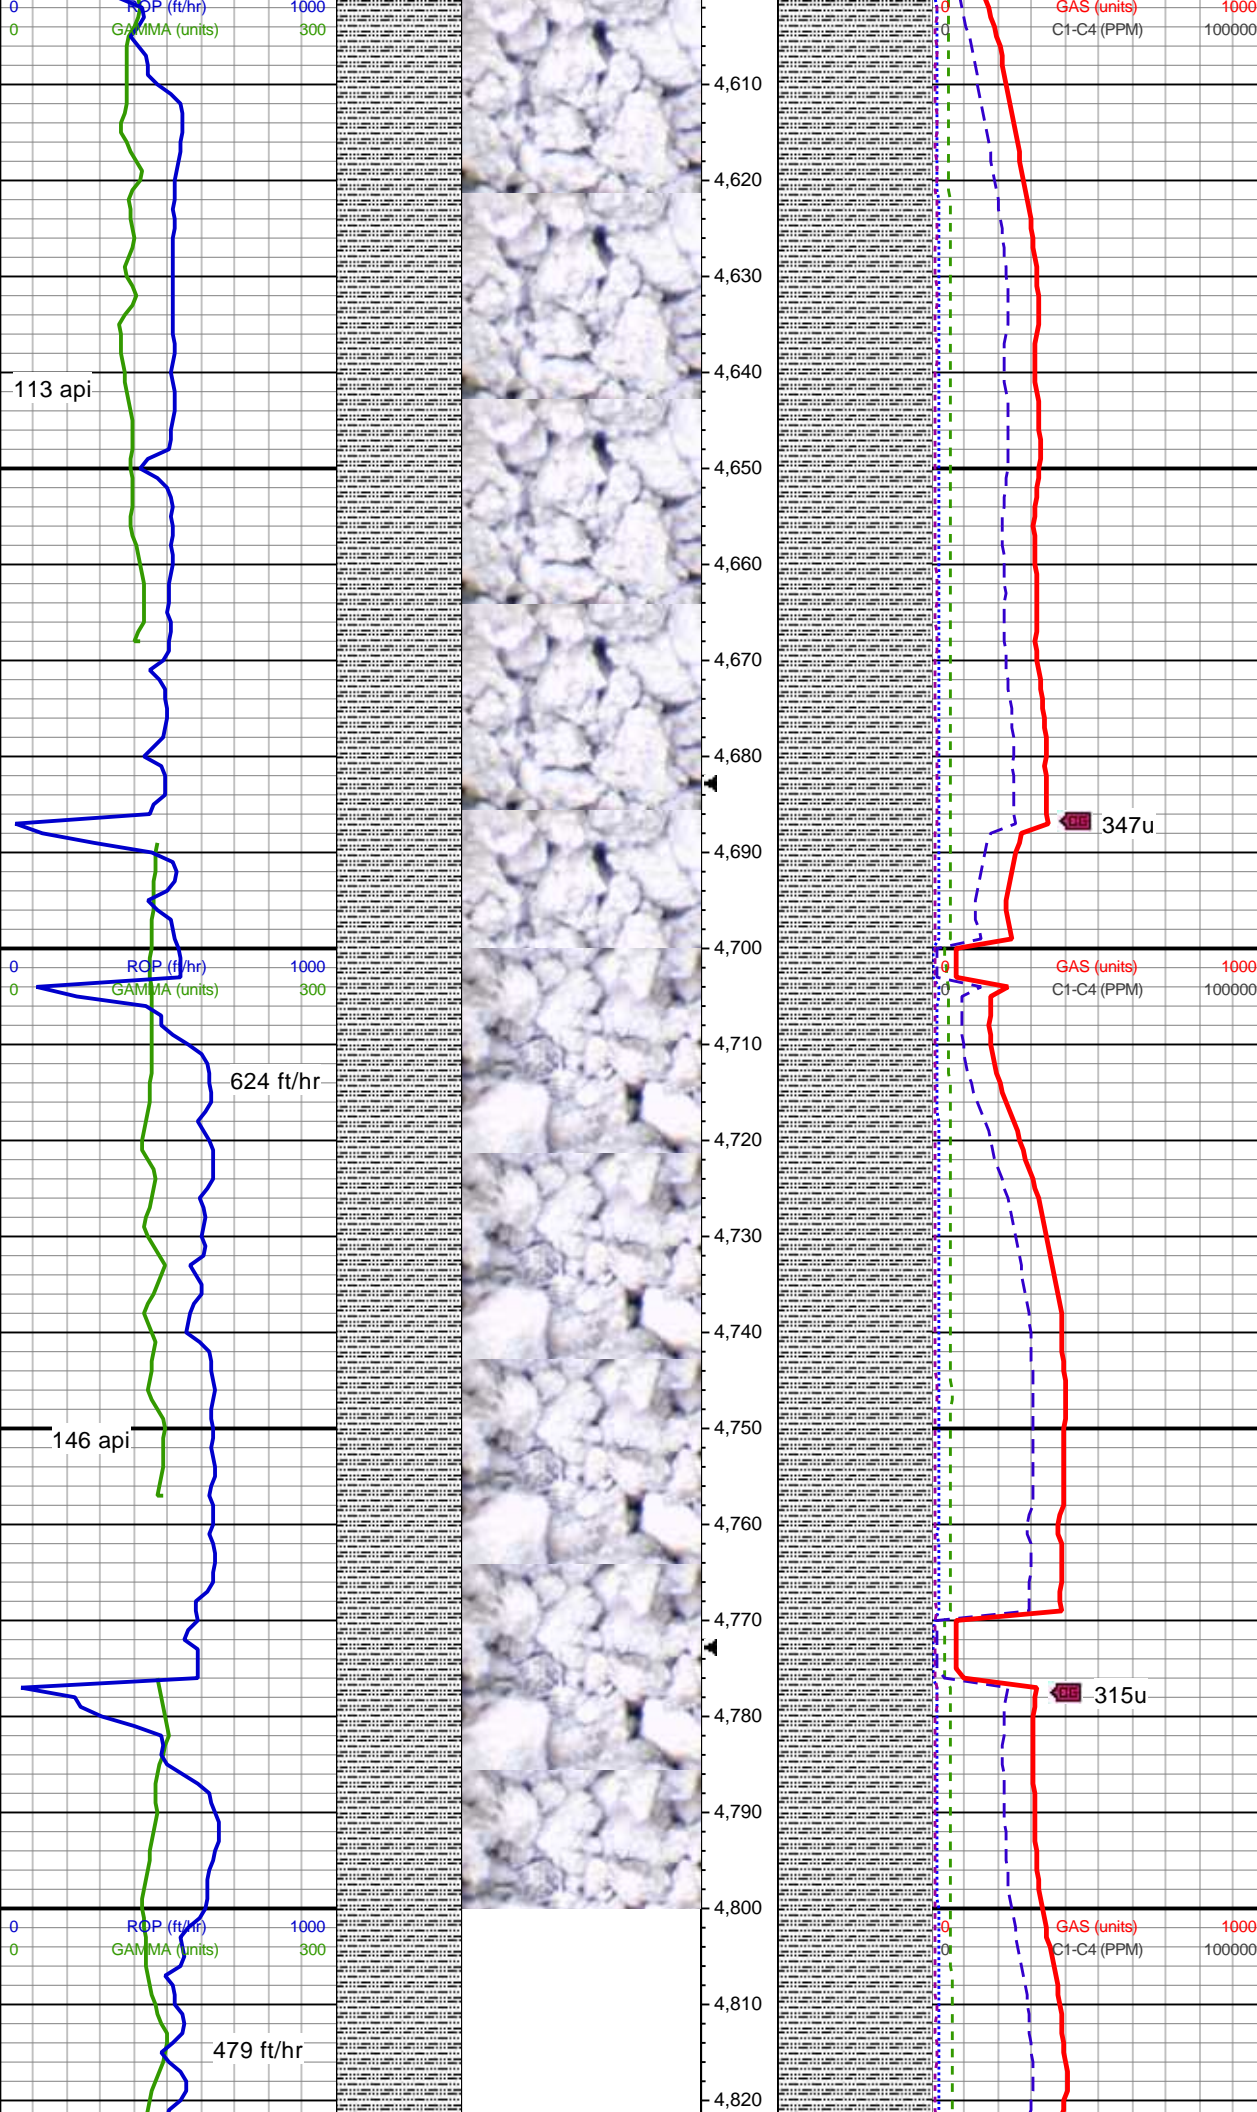 ROP (ft/hr) 1000 GAS (units) 1000
0 GAMMA (units) 300 0 C1-C4 (PPM) 100000
4,610
4,620
4,630
4,640
113 api
4,650
4,660
4,670
4,680
CG 347u
4,690
4,700
0 ROP (ft/hr) 1000 0 GAS (units) 1000
0 GAMMA (units) 300 0 C1-C4 (PPM) 100000
4,710
624 ft/hr
4,720
4,730
4,740
4,750
146 api
4,760
4,770
CG 315u
4,780
4,790
4,800
0 ROP (ft/hr) 1000 0 GAS (units) 1000
0 GAMMA (units) 300 0 C1-C4 (PPM) 100000
4,810
479 ft/hr
4,820